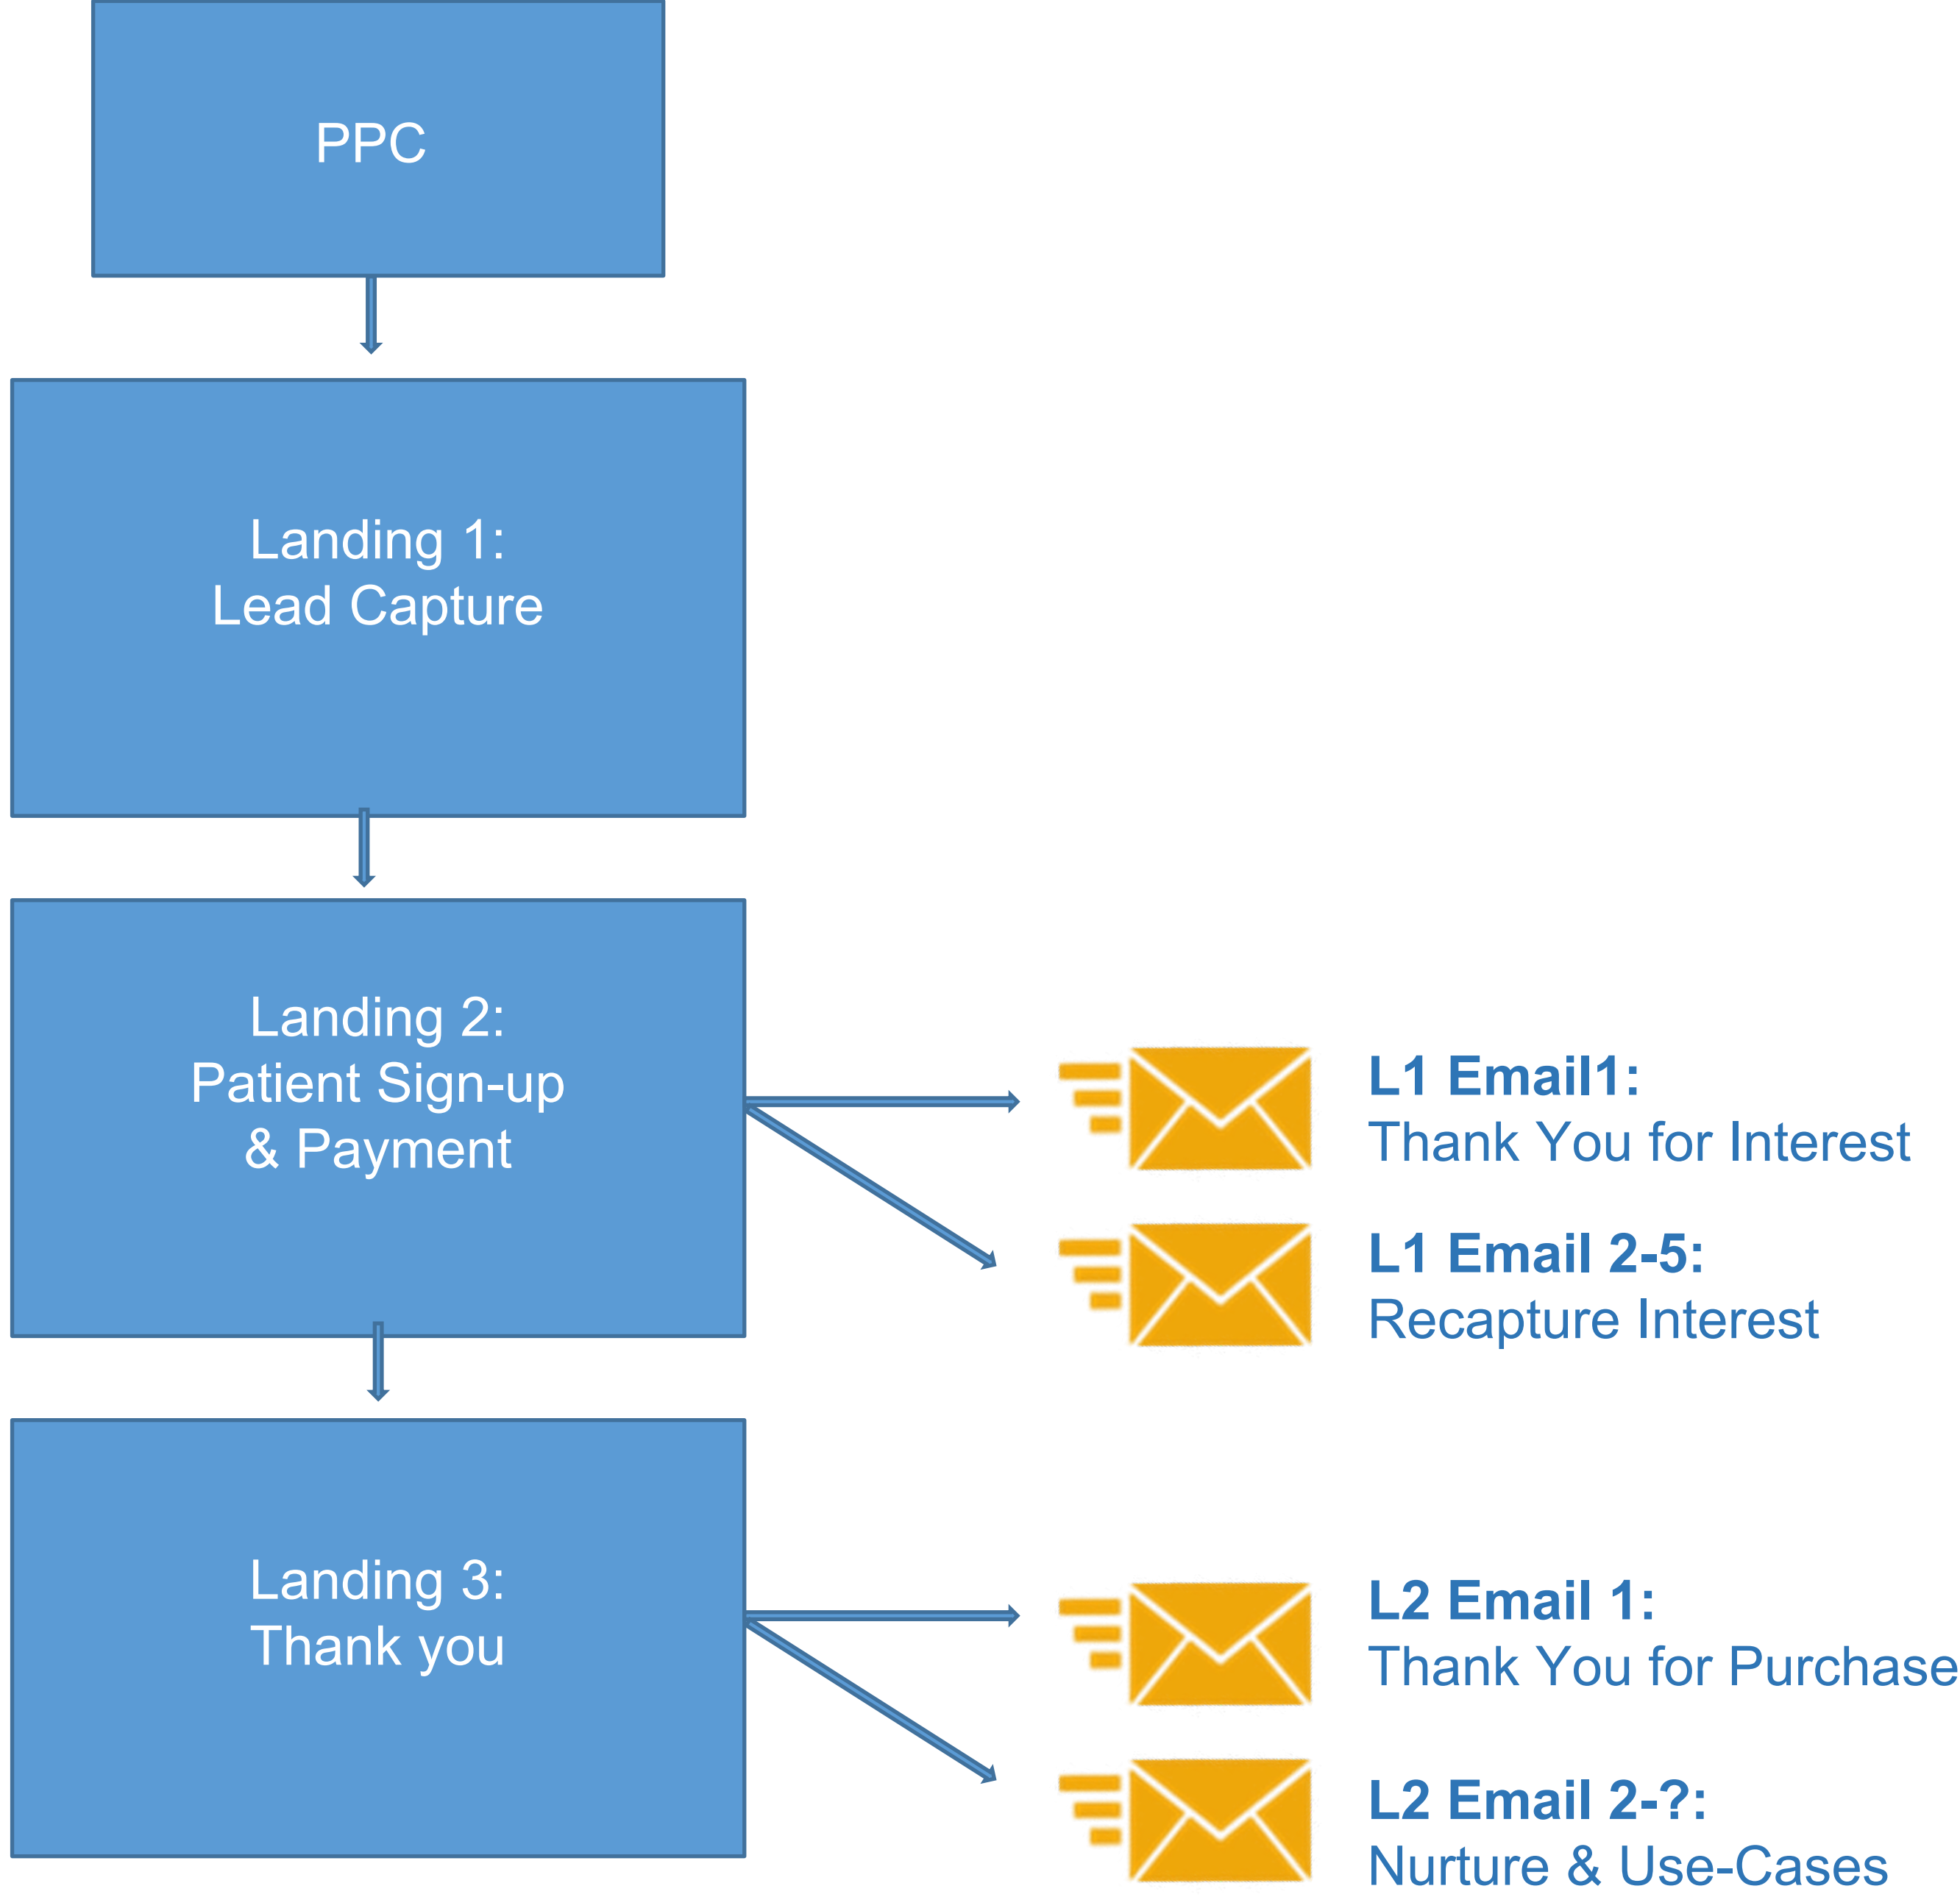 PPC
Landing 1:
Lead Capture
Landing 2:
Patient Sign-up
& Payment
L1 Email1:
Thank You for Interest
L1 Email 2-5:
Recapture Interests
Landing 3:
Thank you
L2 Email 1:
Thank You for Purchase
L2 Email 2-?:
Nurture & Use-Cases